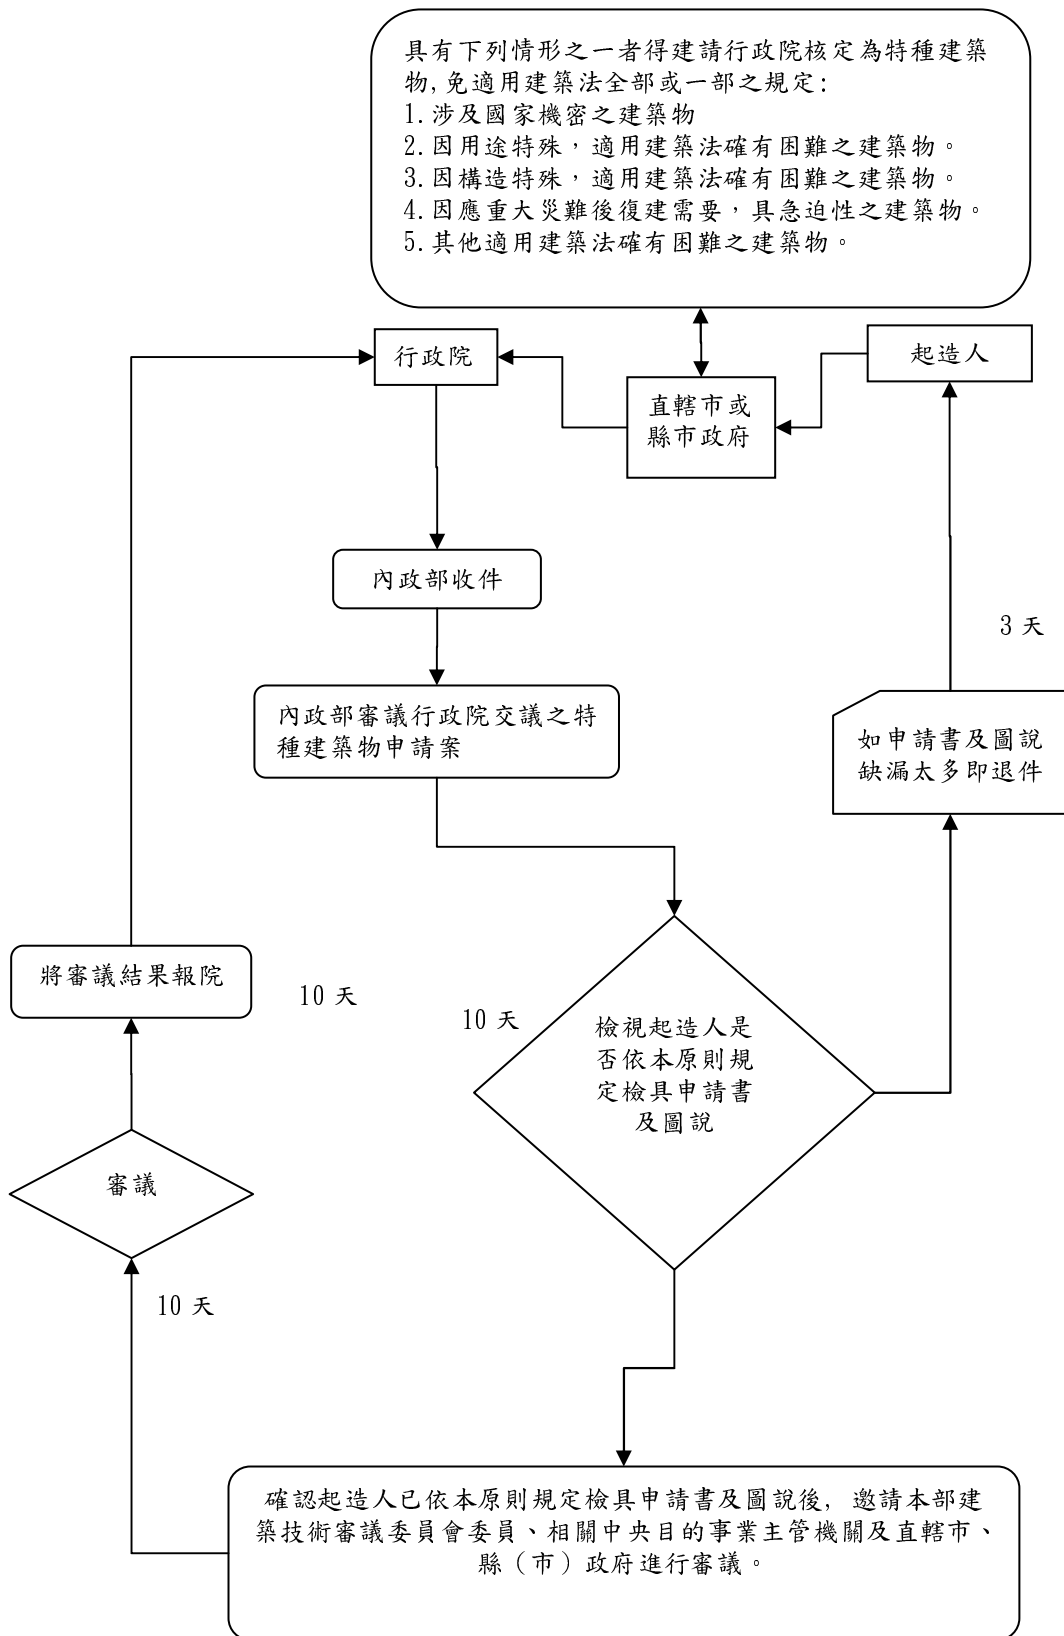 具有下列情形之一者得建請行政院核定為特種建築
物,免適用建築法全部或一部之規定:
1.涉及國家機密之建築物
2.因用途特殊，適用建築法確有困難之建築物。
3.因構造特殊，適用建築法確有困難之建築物。
4.因應重大災難後復建需要，具急迫性之建築物。
5.其他適用建築法確有困難之建築物。
行政院
直轄市或
縣市政府
起造人
內政部收件
3 天
內政部審議行政院交議之特
種建築物申請案
如申請書及圖說
缺漏太多即退件
將審議結果報院
10 天
10 天
檢視起造人是
否依本原則規
定檢具申請書
及圖說
審議
10 天
確認起造人已依本原則規定檢具申請書及圖說後, 邀請本部建
築技術審議委員會委員、相關中央目的事業主管機關及直轄市、
縣（市）政府進行審議。